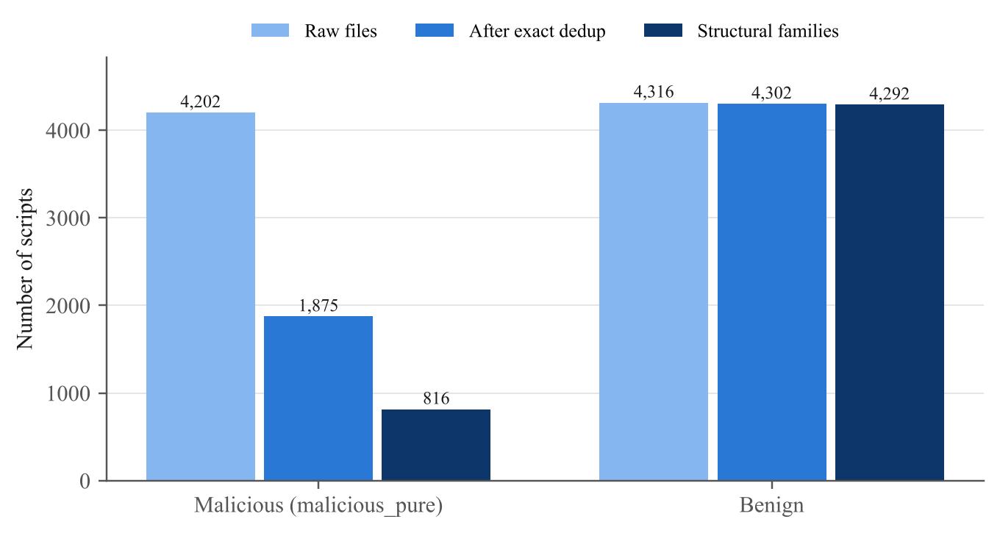 Raw files After exact dedup Structural families
Number of scripts
4000
3000
2000
1000
0
4,202
1,875
816
4,316
4,302
4,292
Malicious (malicious_pure)
Benign